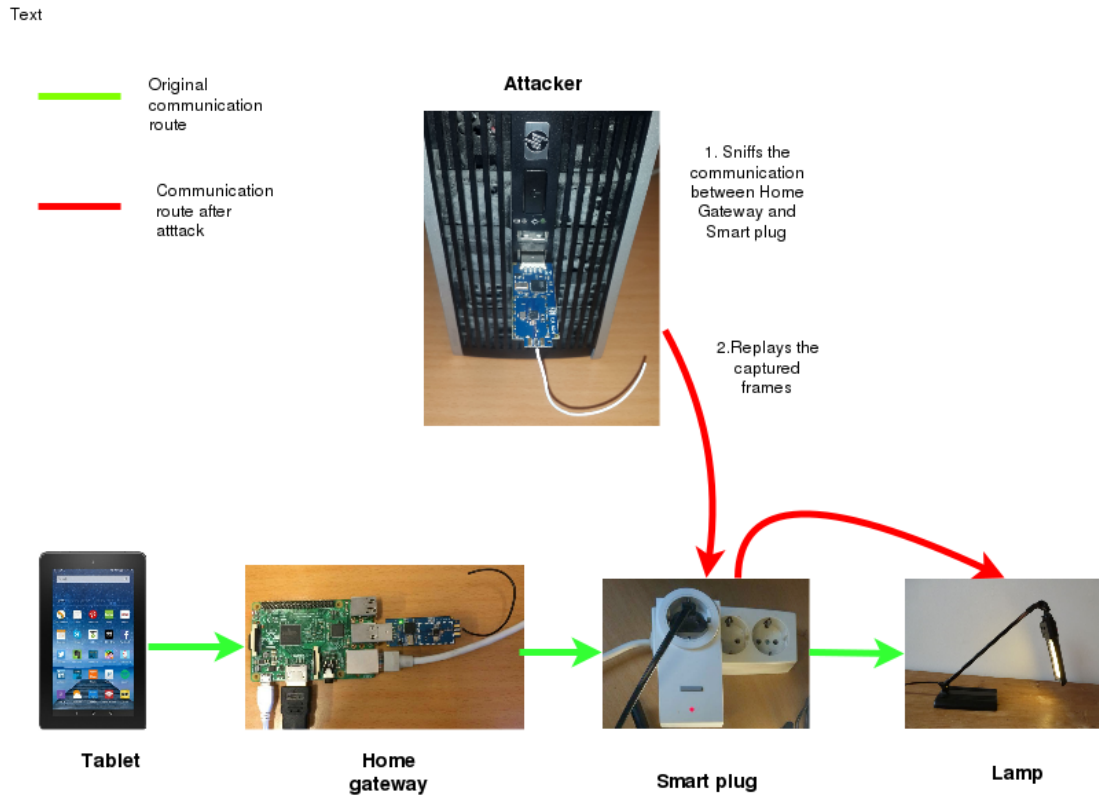 Text
Original
communication
route
Communication
route after
atttack
Attacker
1. Sniffs the
communication
between Home
Gateway and
Smart plug
2.Replays the
captured
frames
Tablet
Home
gateway
Smart plug
Lamp